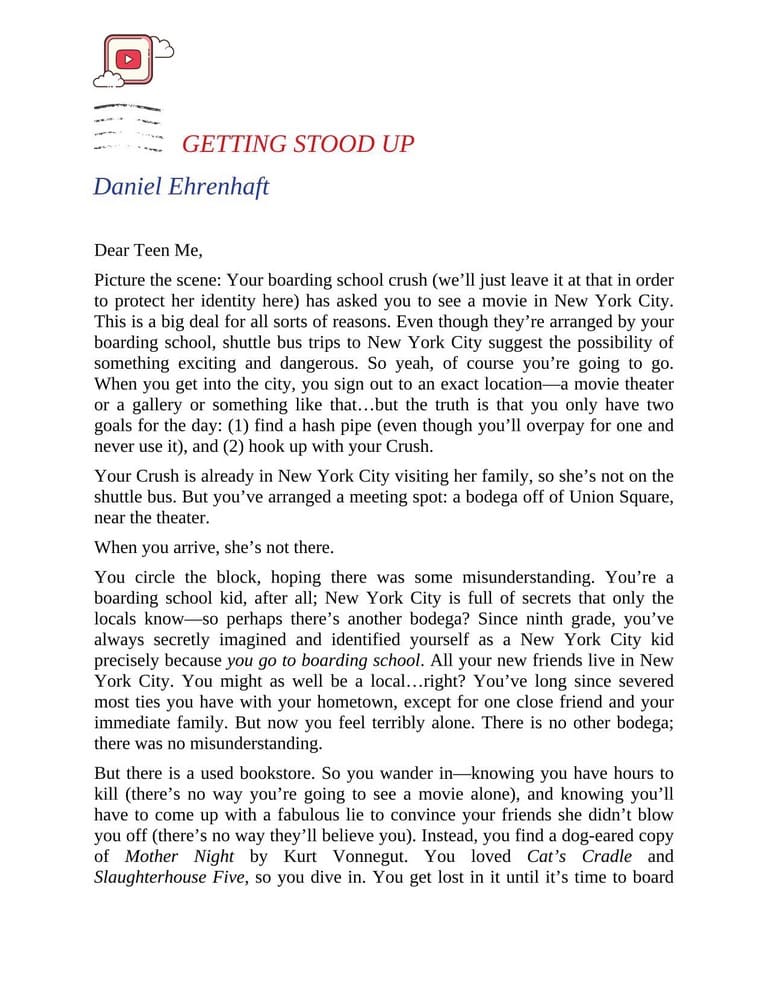 GETTING STOOD UP
Daniel Ehrenhaft
Dear Teen Me,
Picture the scene: Your boarding school crush (we’ll just leave it at that in order
to protect her identity here) has asked you to see a movie in New York City.
This is a big deal for all sorts of reasons. Even though they’re arranged by your
boarding school, shuttle bus trips to New York City suggest the possibility of
something exciting and dangerous. So yeah, of course you’re going to go.
When you get into the city, you sign out to an exact location—a movie theater
or a gallery or something like that…but the truth is that you only have two
goals for the day: (1) find a hash pipe (even though you’ll overpay for one and
never use it), and (2) hook up with your Crush.
Your Crush is already in New York City visiting her family, so she’s not on the
shuttle bus. But you’ve arranged a meeting spot: a bodega off of Union Square,
near the theater.
When you arrive, she’s not there.
You circle the block, hoping there was some misunderstanding. You’re a
boarding school kid, after all; New York City is full of secrets that only the
locals know—so perhaps there’s another bodega? Since ninth grade, you’ve
always secretly imagined and identified yourself as a New York City kid
precisely because you go to boarding school. All your new friends live in New
York City. You might as well be a local…right? You’ve long since severed
most ties you have with your hometown, except for one close friend and your
immediate family. But now you feel terribly alone. There is no other bodega;
there was no misunderstanding.
But there is a used bookstore. So you wander in—knowing you have hours to
kill (there’s no way you’re going to see a movie alone), and knowing you’ll
have to come up with a fabulous lie to convince your friends she didn’t blow
you off (there’s no way they’ll believe you). Instead, you find a dog-eared copy
of Mother Night by Kurt Vonnegut. You loved Cat’s Cradle and
Slaughterhouse Five, so you dive in. You get lost in it until it’s time to board